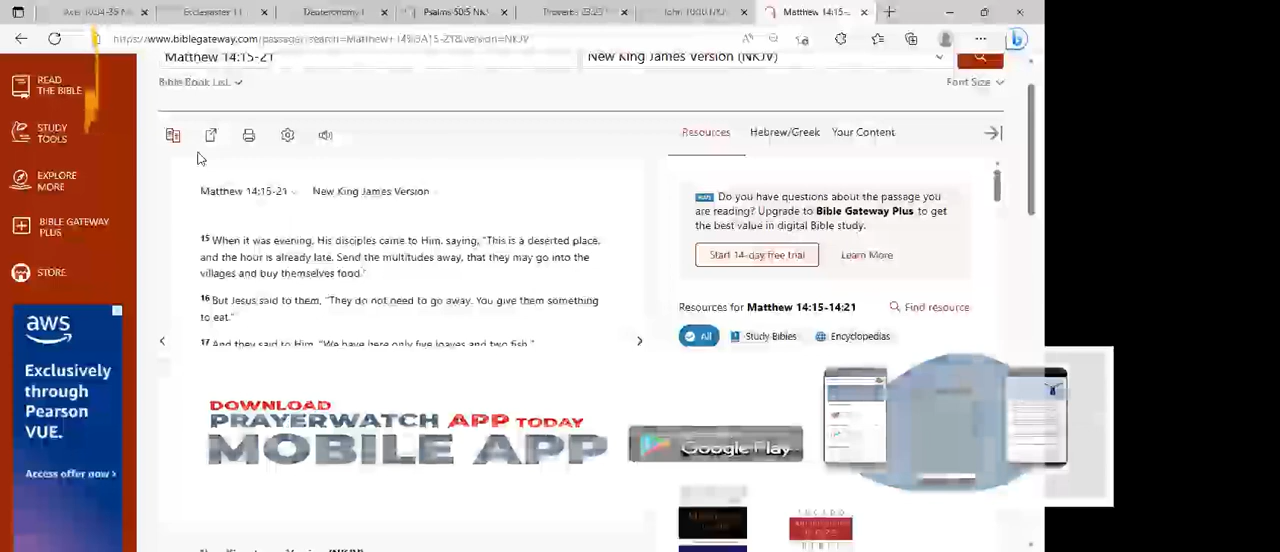 Ecclesiaster 11
Deuteronomy 1
Psalms 50:5 NKJ
Proverbs 23:23
John 10:10 NKJV
Matthew 14:15-
https://www.biblegateway.com/passage/?search=Matthew+14%3A15-21&version=NKJV
Matthew 14:15-21
New King James Version (NKJV)
Bible Book List
Font Size
READ
THE BIBLE
STUDY
TOOLS
EXPLORE
MORE
BIBLE GATEWAY
PLUS
STORE
Resources
Hebrew/Greek
Your Content
Matthew 14:15-21
New King James Version
15 When it was evening, His disciples came to Him, saying, "This is a deserted place,
and the hour is already late. Send the multitudes away, that they may go into the
villages and buy themselves food."
16 But Jesus said to them, "They do not need to go away. You give them something
to eat."
17 And they said to Him, "We have here only five loaves and two fish."
PLUS Do you have questions about the passage you
are reading? Upgrade to Bible Gateway Plus to get
the best value in digital Bible study.
Start 14-day free trial
Learn More
Resources for Matthew 14:15-14:21
Find resource
All
Study Bibles
Encyclopedias
aws
Exclusively
through
Pearson
VUE.
Access offer now >
DOWNLOAD
PRAYERWATCH APP TODAY
MOBILE APP
Google Play